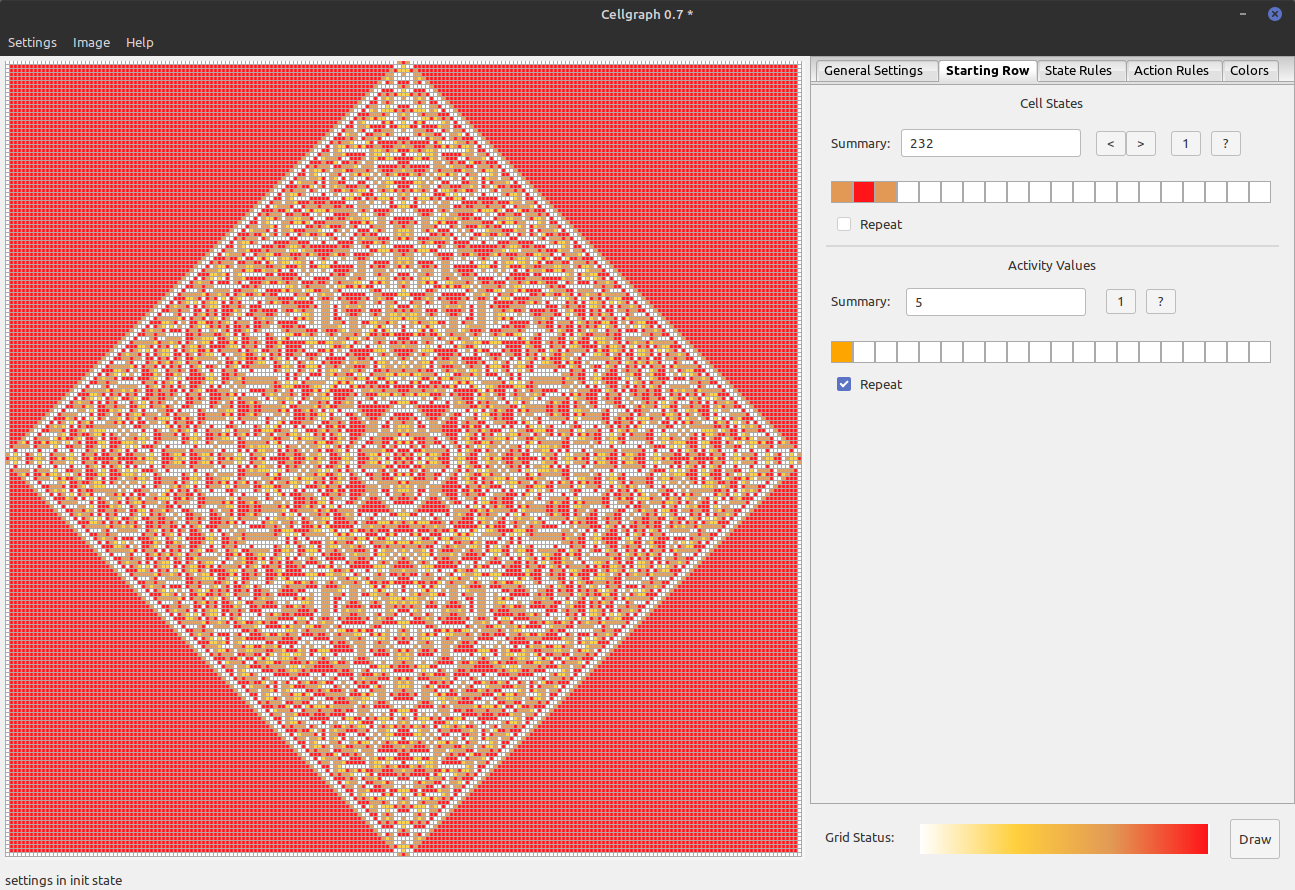 Cellgraph 0.7 *
Settings Image Help
General Settings Starting Row State Rules Action Rules Colors
Cell States
Summary: 232 < > 1 ?
Repeat
Activity Values
Summary: 5 1 ?
Repeat
Grid Status: Draw
settings in init state